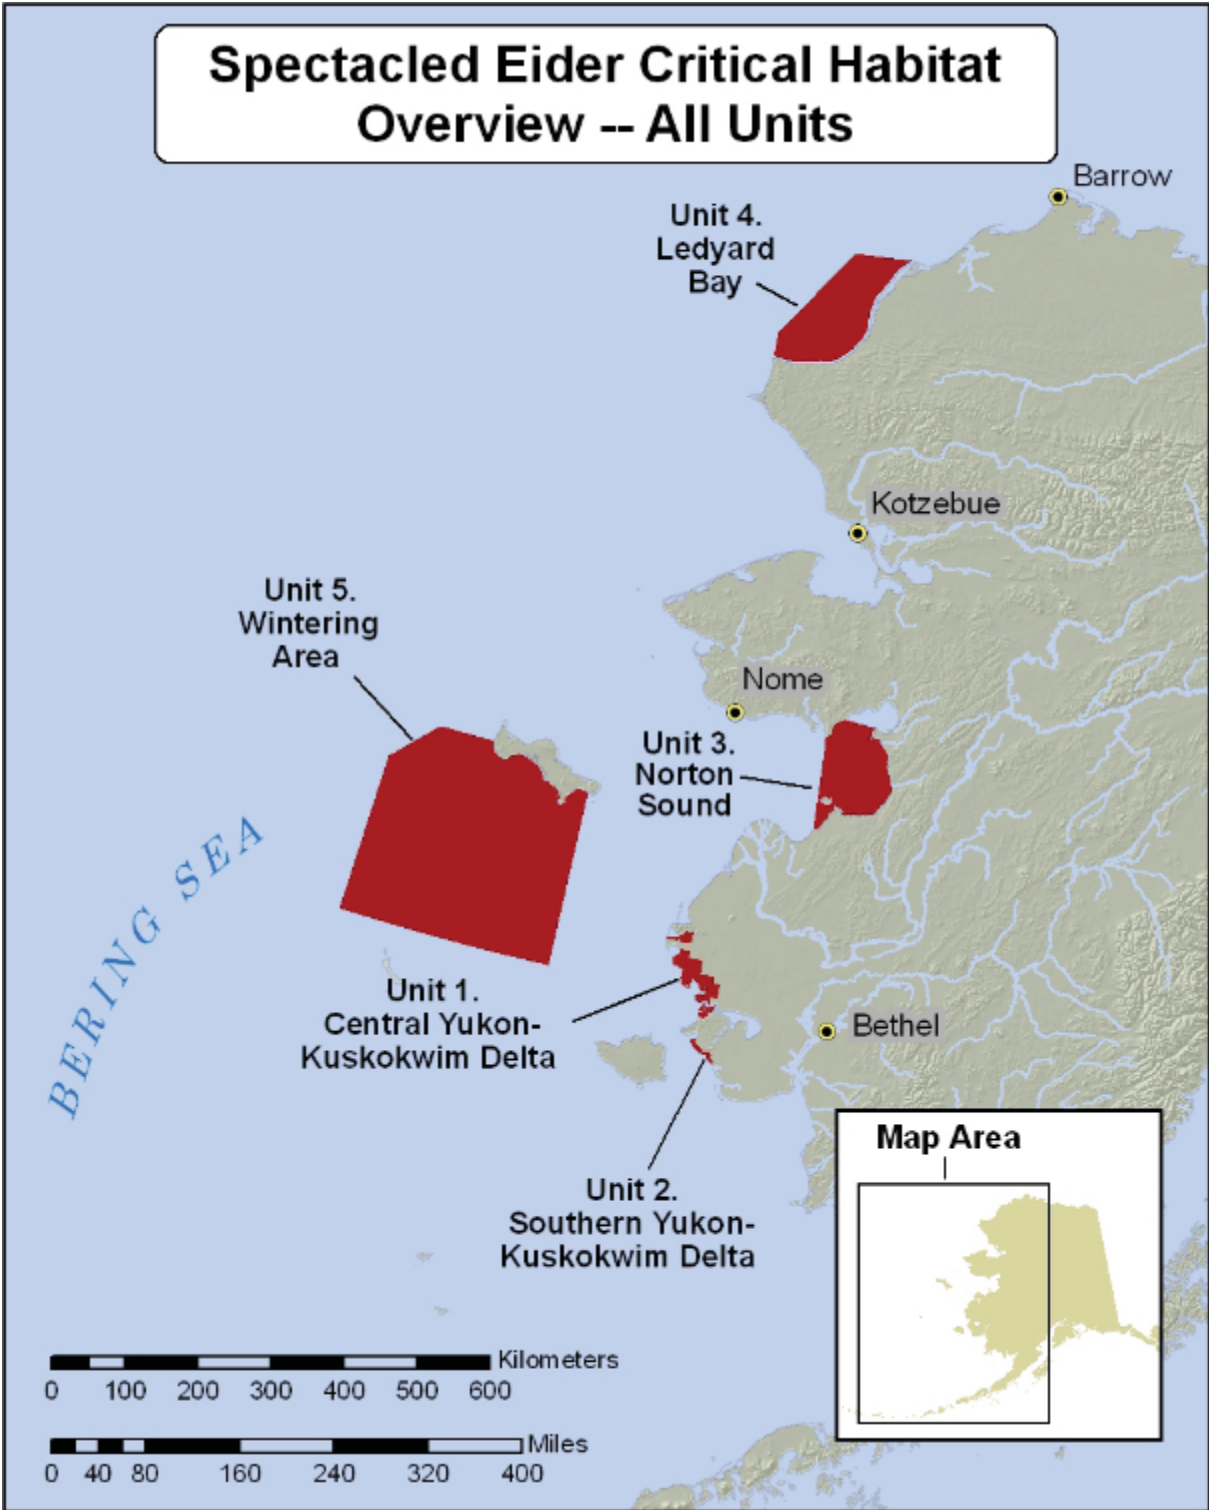 Spectacled Eider Critical Habitat
Overview -- All Units
Barrow
Unit 4.
Ledyard
Bay
Kotzebue
Unit 5.
Wintering
Area
Nome
Unit 3.
Norton
Sound
BERING SEA
Unit 1.
Central Yukon-
Kuskokwim Delta
Bethel
Unit 2.
Southern Yukon-
Kuskokwim Delta
Map Area
Kilometers
0 100 200 300 400 500 600
Miles
0 40 80 160 240 320 400